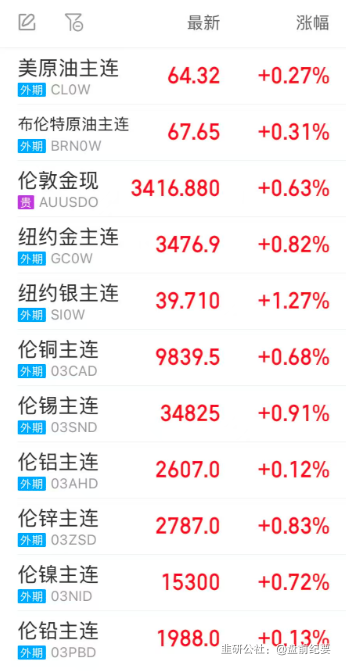 最新 涨幅
美原油主连 64.32 +0.27%
外期 CL0W
布伦特原油主连 67.65 +0.31%
外期 BRN0W
伦敦金现 3416.880 +0.63%
贵 AUUSDO
纽约金主连 3476.9 +0.82%
外期 GC0W
纽约银主连 39.710 +1.27%
外期 SI0W
伦铜主连 9839.5 +0.68%
外期 03CAD
伦锡主连 34825 +0.91%
外期 03SND
伦铝主连 2607.0 +0.12%
外期 03AHD
伦锌主连 2787.0 +0.83%
外期 03ZSD
伦镍主连 15300 +0.72%
外期 03NID
伦铅主连 1988.0 +0.13%
外期 03PBD
韭研公社：@盘前纪要